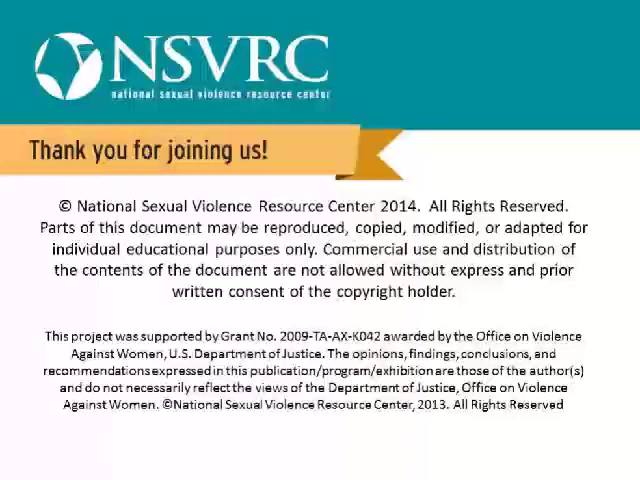 NSVRC
national sexual violence resource center
Thank you for joining us!
© National Sexual Violence Resource Center 2014. All Rights Reserved.
Parts of this document may be reproduced, copied, modified, or adapted for
individual educational purposes only. Commercial use and distribution of
the contents of the document are not allowed without express and prior
written consent of the copyright holder.
This project was supported by Grant No. 2009-TA-AX-K042 awarded by the Office on Violence
Against Women, U.S. Department of Justice. The opinions, findings, conclusions, and
recommendations expressed in this publication/program/exhibition are those of the author(s)
and do not necessarily reflect the views of the Department of Justice, Office on Violence
Against Women. ©National Sexual Violence Resource Center, 2013. All Rights Reserved